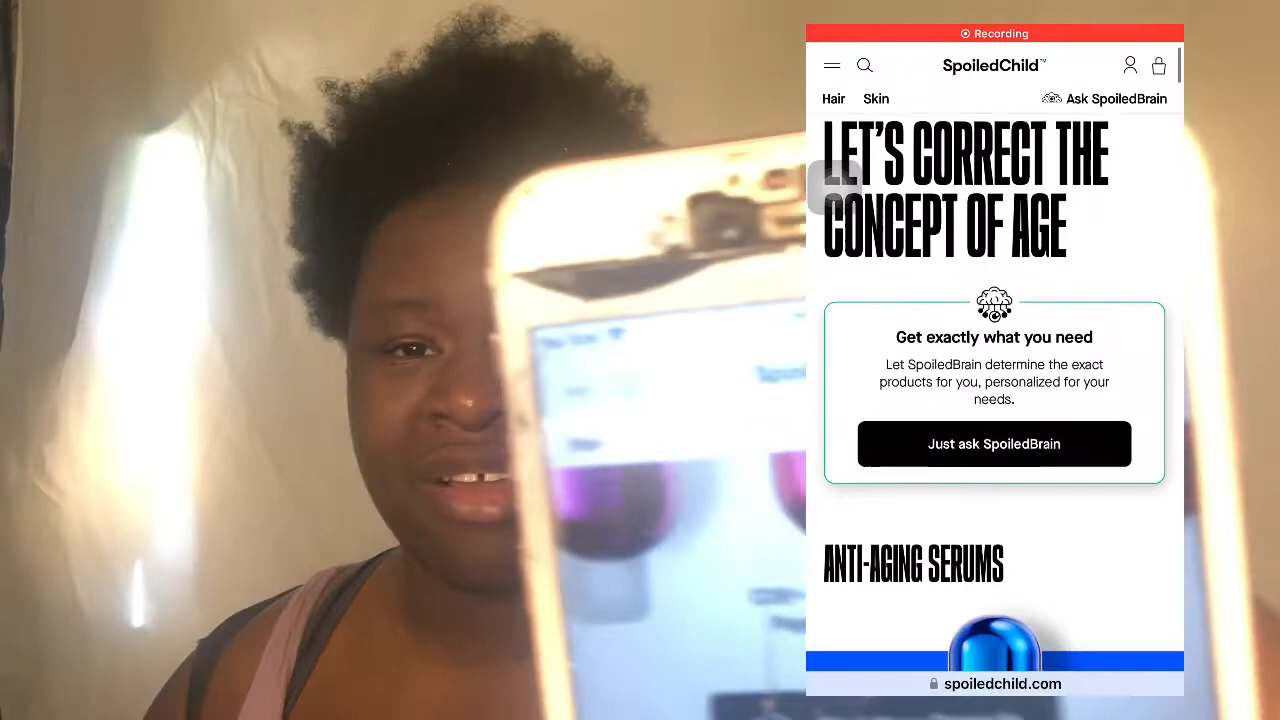 Recording
SpoiledChild™
Hair Skin Ask SpoiledBrain
LET'S CORRECT THE
CONCEPT OF AGE
Get exactly what you need
Let SpoiledBrain determine the exact
products for you, personalized for your
needs.
Just ask SpoiledBrain
ANTI-AGING SERUMS
spoiledchild.com